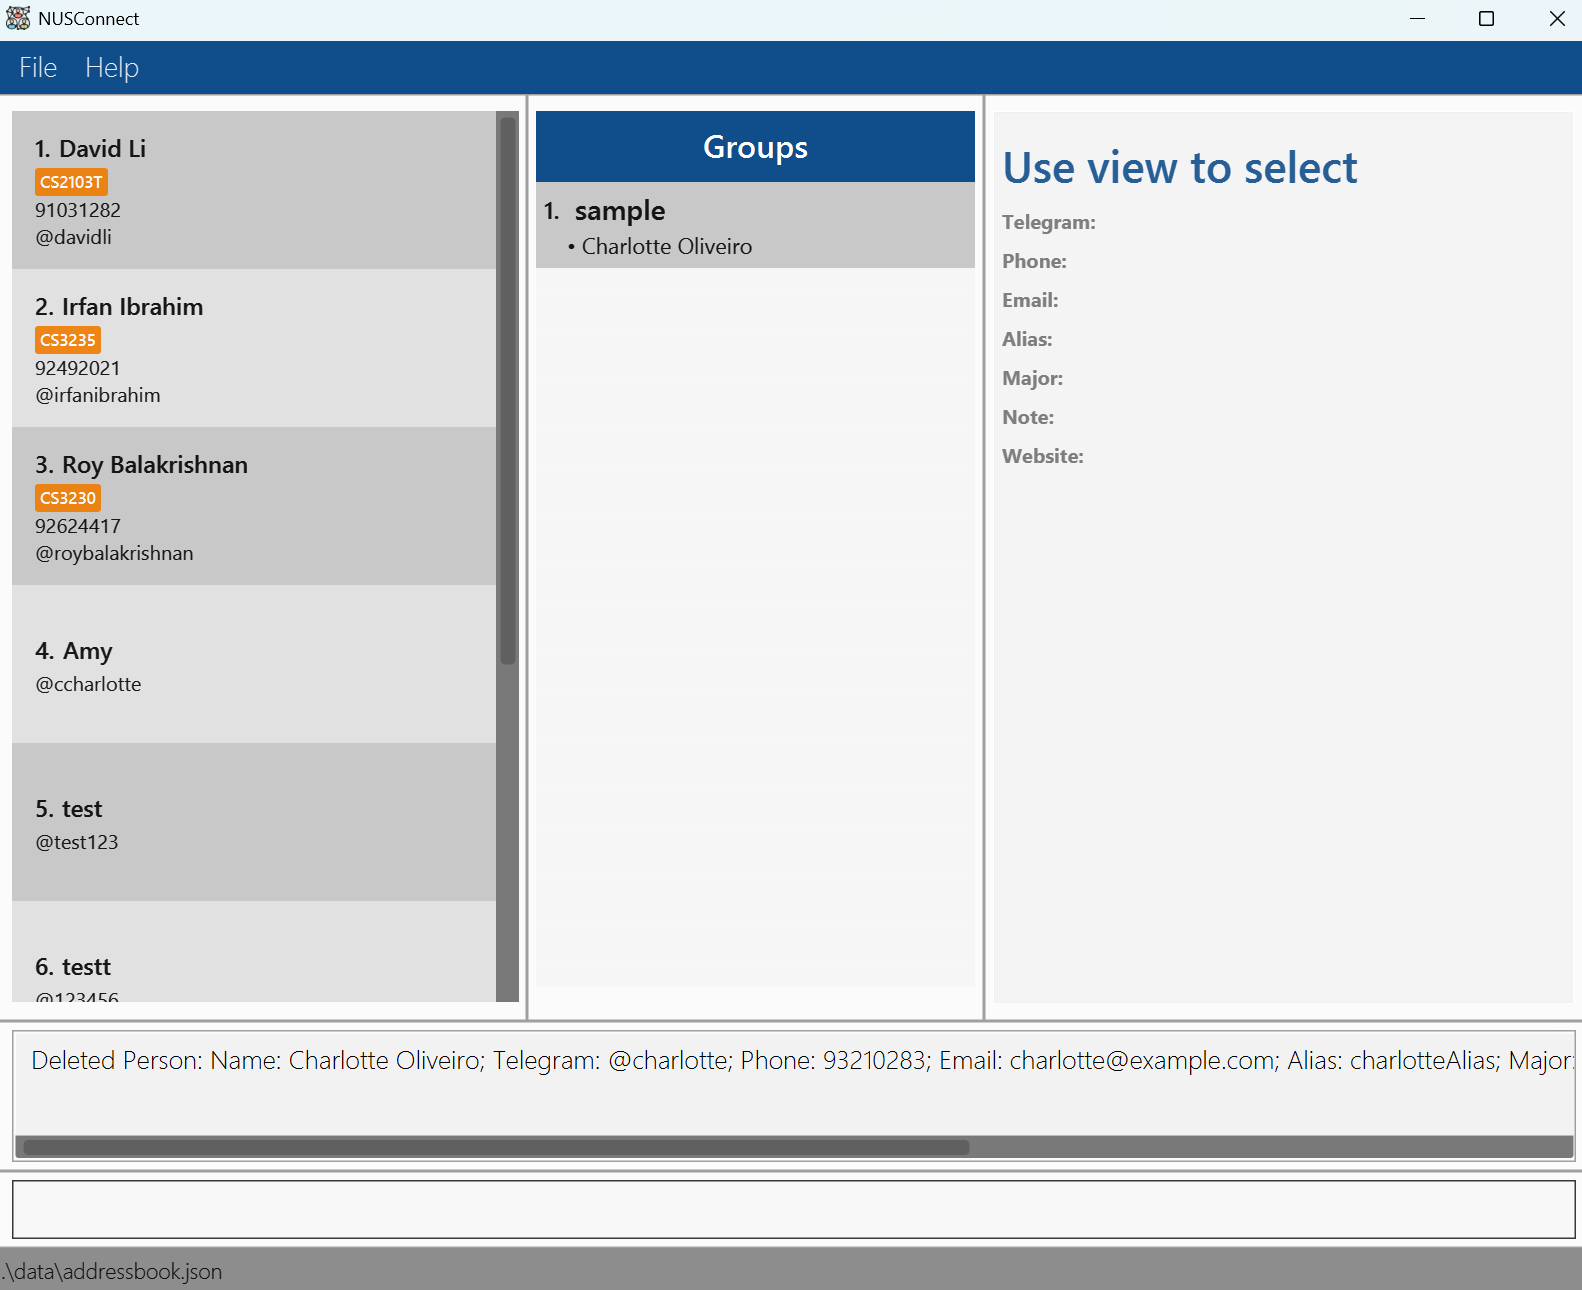 NUSConnect
File Help
1. David Li
CS2103T
91031282
@davidli
2. Irfan Ibrahim
CS3235
92492021
@irfanibrahim
3. Roy Balakrishnan
CS3230
92624417
@roybalakrishnan
4. Amy
@ccharlotte
5. test
@test123
6. testt
@123456
Groups
1. sample
• Charlotte Oliveiro
Use view to select
Telegram:
Phone:
Email:
Alias:
Major:
Note:
Website:
Deleted Person: Name: Charlotte Oliveiro; Telegram: @charlotte; Phone: 93210283; Email: charlotte@example.com; Alias: charlotteAlias; Major:
.\data\addressbook.json